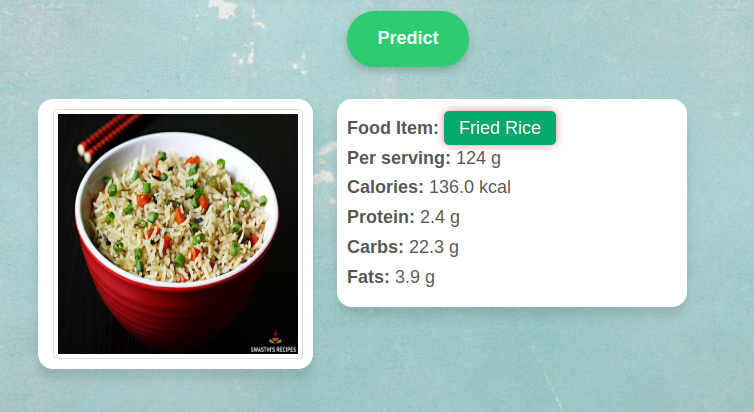 Predict
Food Item: Fried Rice
Per serving: 124 g
Calories: 136.0 kcal
Protein: 2.4 g
Carbs: 22.3 g
Fats: 3.9 g
SWASTHI'S RECIPES